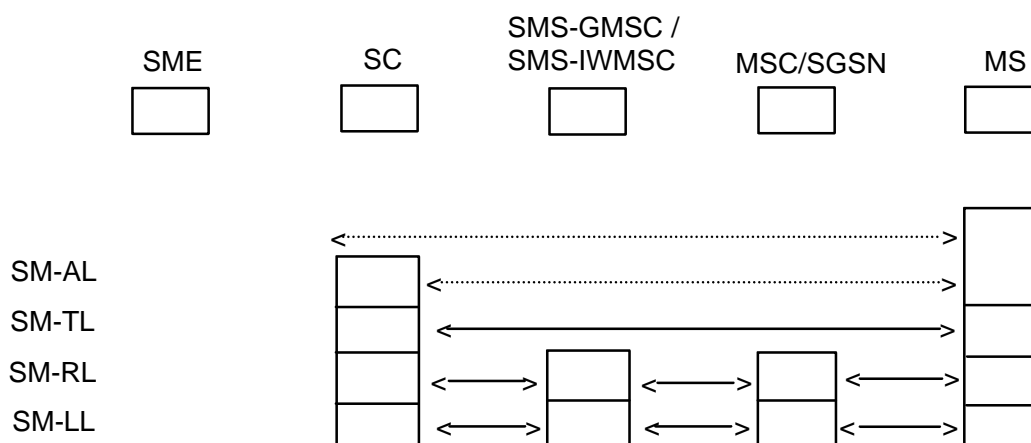 SMS-GMSC /
SME SC SMS-IWMSC MSC/SGSN MS
SM-AL
SM-TL
SM-RL
SM-LL